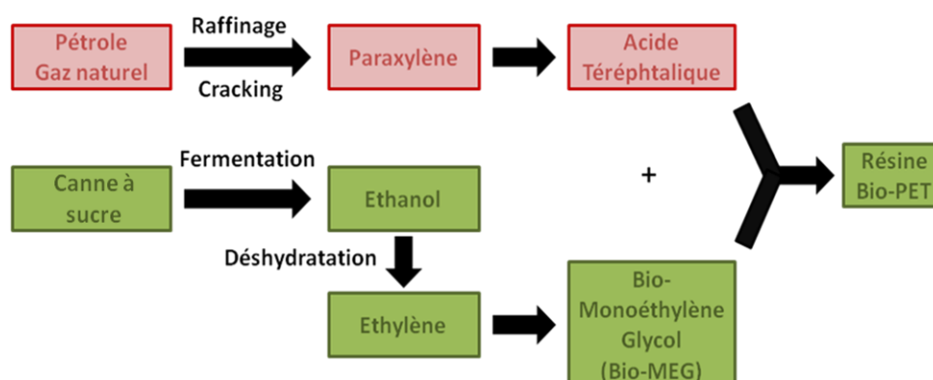 Raffinage
Pétrole
Gaz naturel
Cracking
Paraxylène
Acide
Téréphtalique
Fermentation
Canne à
sucre
Ethanol
+
Résine
Bio-PET
Déshydratation
Ethylène
Bio-
Monoéthylène
Glycol
(Bio-MEG)